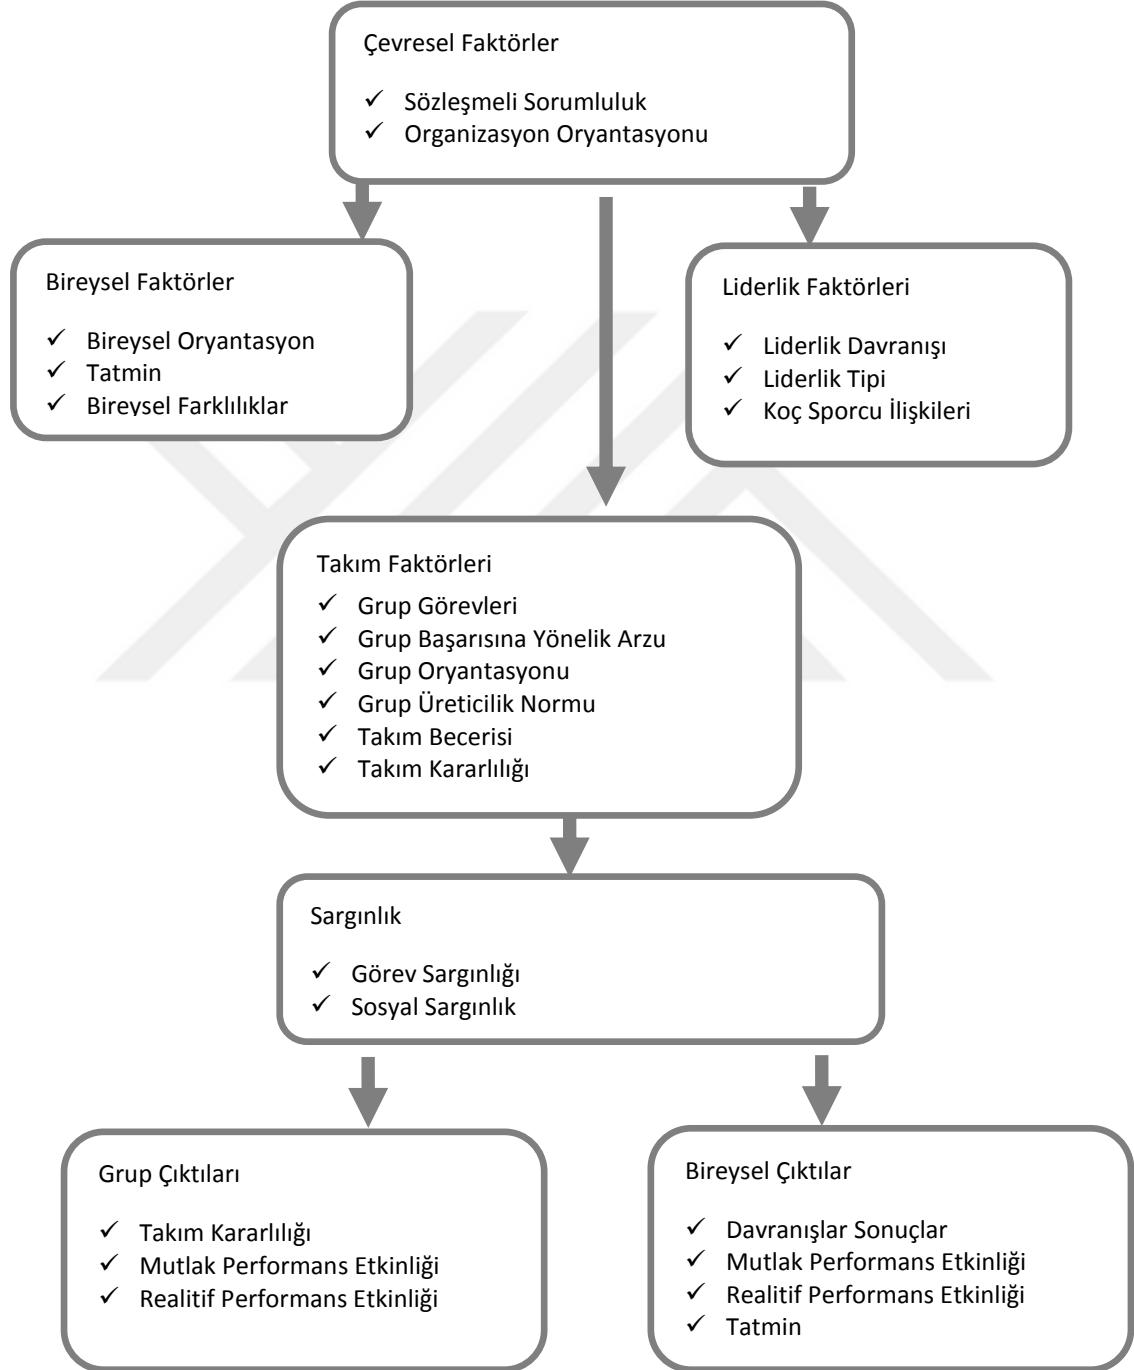 Çevresel Faktörler
✓ Sözleşmeli Sorumluluk
✓ Organizasyon Oryantasyonu
Bireysel Faktörler
✓ Bireysel Oryantasyon
✓ Tatmin
✓ Bireysel Farklılıklar
Liderlik Faktörleri
✓ Liderlik Davranışı
✓ Liderlik Tipi
✓ Koç Sporcu İlişkileri
Takım Faktörleri
✓ Grup Görevleri
✓ Grup Başarısına Yönelik Arzu
✓ Grup Oryantasyonu
✓ Grup Üreticilik Normu
✓ Takım Becerisi
✓ Takım Kararlılığı
Sargınlık
✓ Görev Sargınlığı
✓ Sosyal Sargınlık
Grup Çıktıları
✓ Takım Kararlılığı
✓ Mutlak Performans Etkinliği
✓ Realitif Performans Etkinliği
Bireysel Çıktılar
✓ Davranışlar Sonuçlar
✓ Mutlak Performans Etkinliği
✓ Realitif Performans Etkinliği
✓ Tatmin